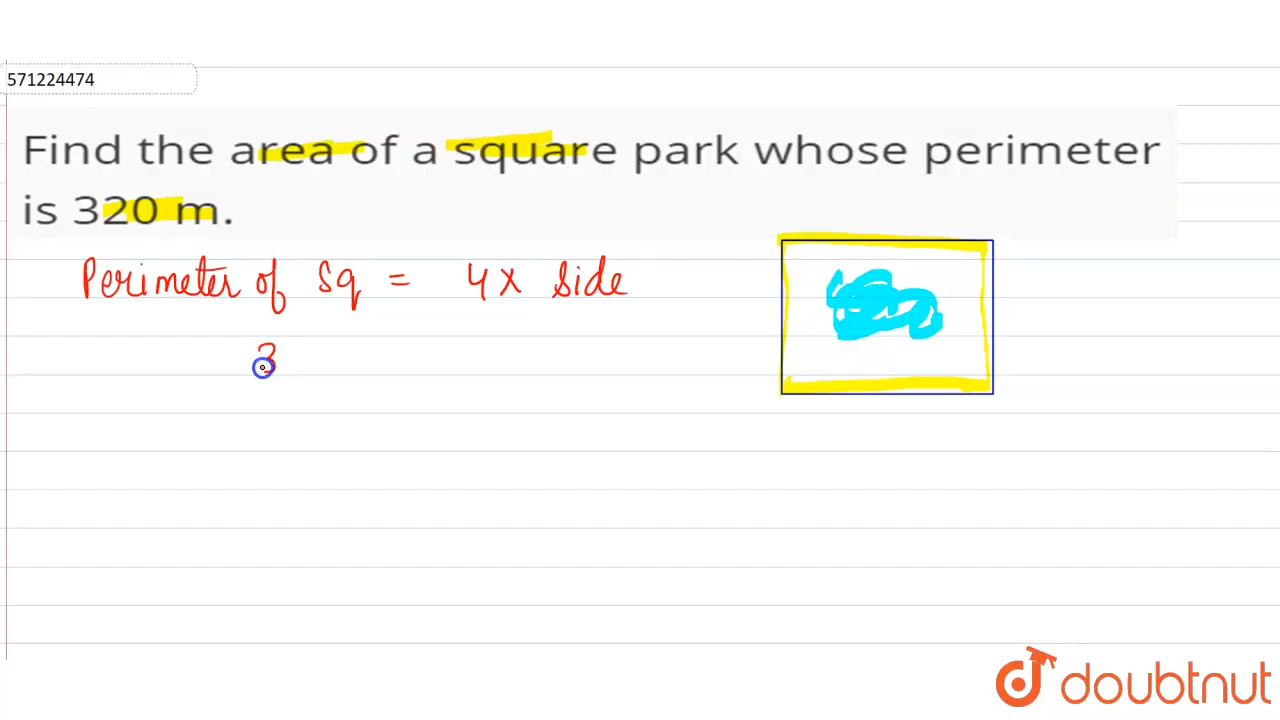 571224474
Find the area of a square park whose perimeter
is 320 m.
Perimeter of Sq = 4 x Side
3
doubtnut